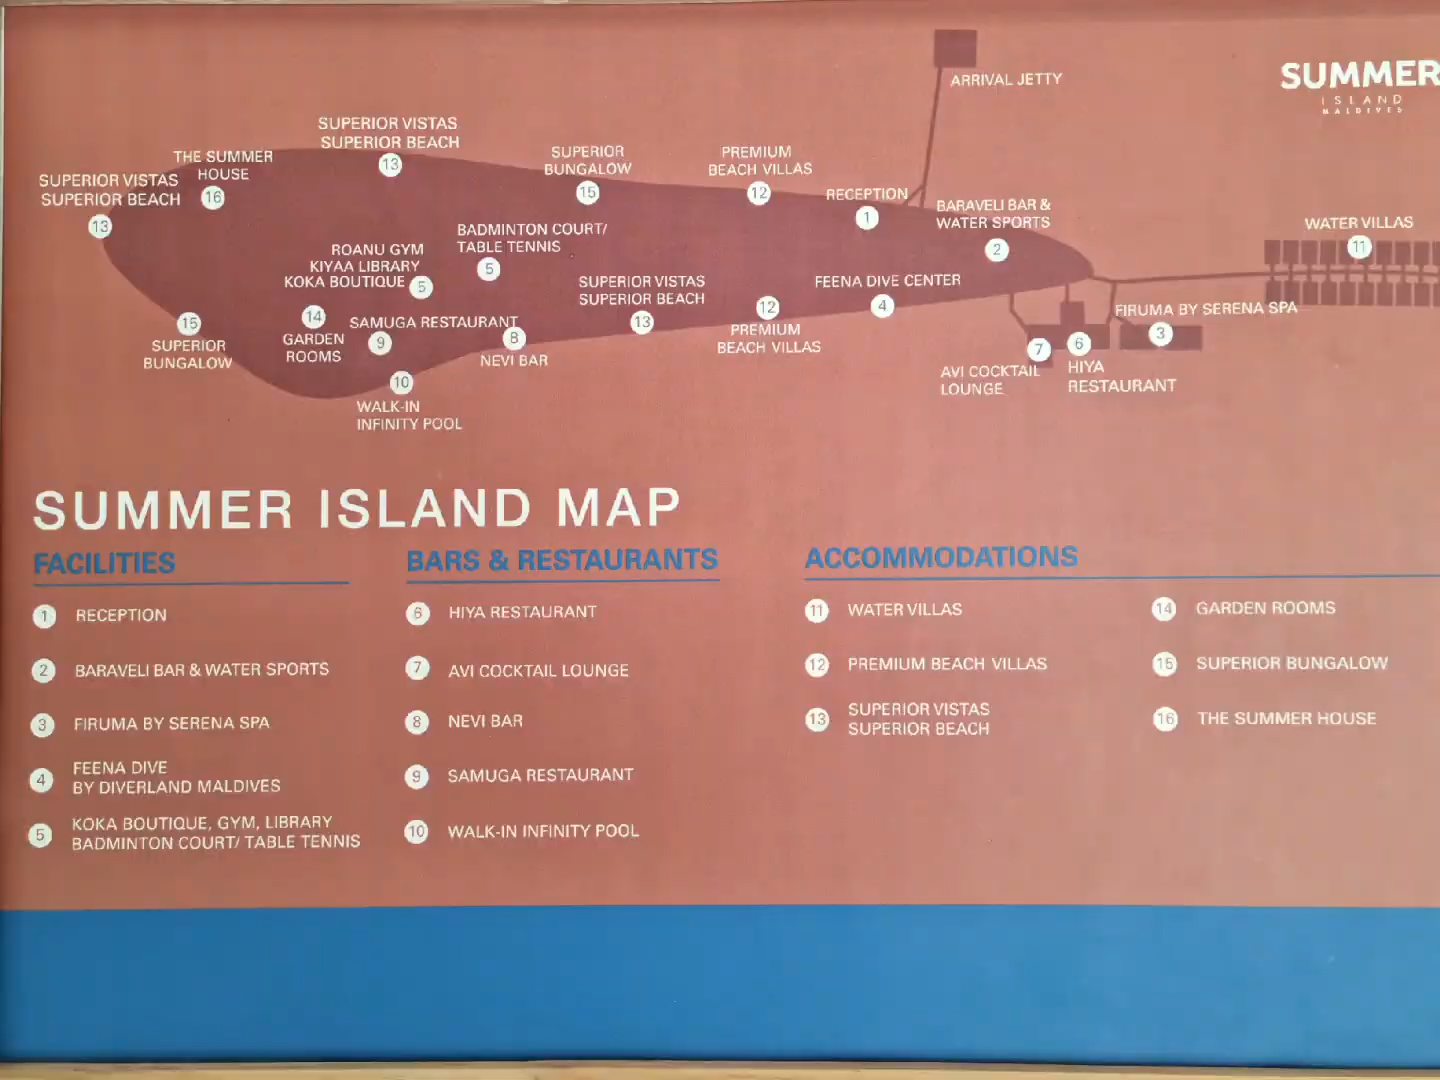 ARRIVAL JETTY
SUMMER
ISLAND
MALDIVES
SUPERIOR VISTAS
SUPERIOR BEACH
13
THE SUMMER
HOUSE
16
SUPERIOR VISTAS
SUPERIOR BEACH
13
SUPERIOR
BUNGALOW
15
PREMIUM
BEACH VILLAS
12
RECEPTION
1
BARAVELI BAR &
WATER SPORTS
2
WATER VILLAS
11
ROANU GYM
KIYAA LIBRARY
KOKA BOUTIQUE
5
BADMINTON COURT/
TABLE TENNIS
5
SUPERIOR VISTAS
SUPERIOR BEACH
13
12
PREMIUM
BEACH VILLAS
FEENA DIVE CENTER
4
FIRUMA BY SERENA SPA
3
15
SUPERIOR
BUNGALOW
14
GARDEN
ROOMS
SAMUGA RESTAURANT
9
8
NEVI BAR
10
WALK-IN
INFINITY POOL
7
AVI COCKTAIL
LOUNGE
6
HIYA
RESTAURANT
SUMMER ISLAND MAP
FACILITIES
1 RECEPTION
2 BARAVELI BAR & WATER SPORTS
3 FIRUMA BY SERENA SPA
4 FEENA DIVE
BY DIVERLAND MALDIVES
5 KOKA BOUTIQUE, GYM, LIBRARY
BADMINTON COURT/ TABLE TENNIS
BARS & RESTAURANTS
6 HIYA RESTAURANT
7 AVI COCKTAIL LOUNGE
8 NEVI BAR
9 SAMUGA RESTAURANT
10 WALK-IN INFINITY POOL
ACCOMMODATIONS
11 WATER VILLAS
12 PREMIUM BEACH VILLAS
13 SUPERIOR VISTAS
SUPERIOR BEACH
14 GARDEN ROOMS
15 SUPERIOR BUNGALOW
16 THE SUMMER HOUSE